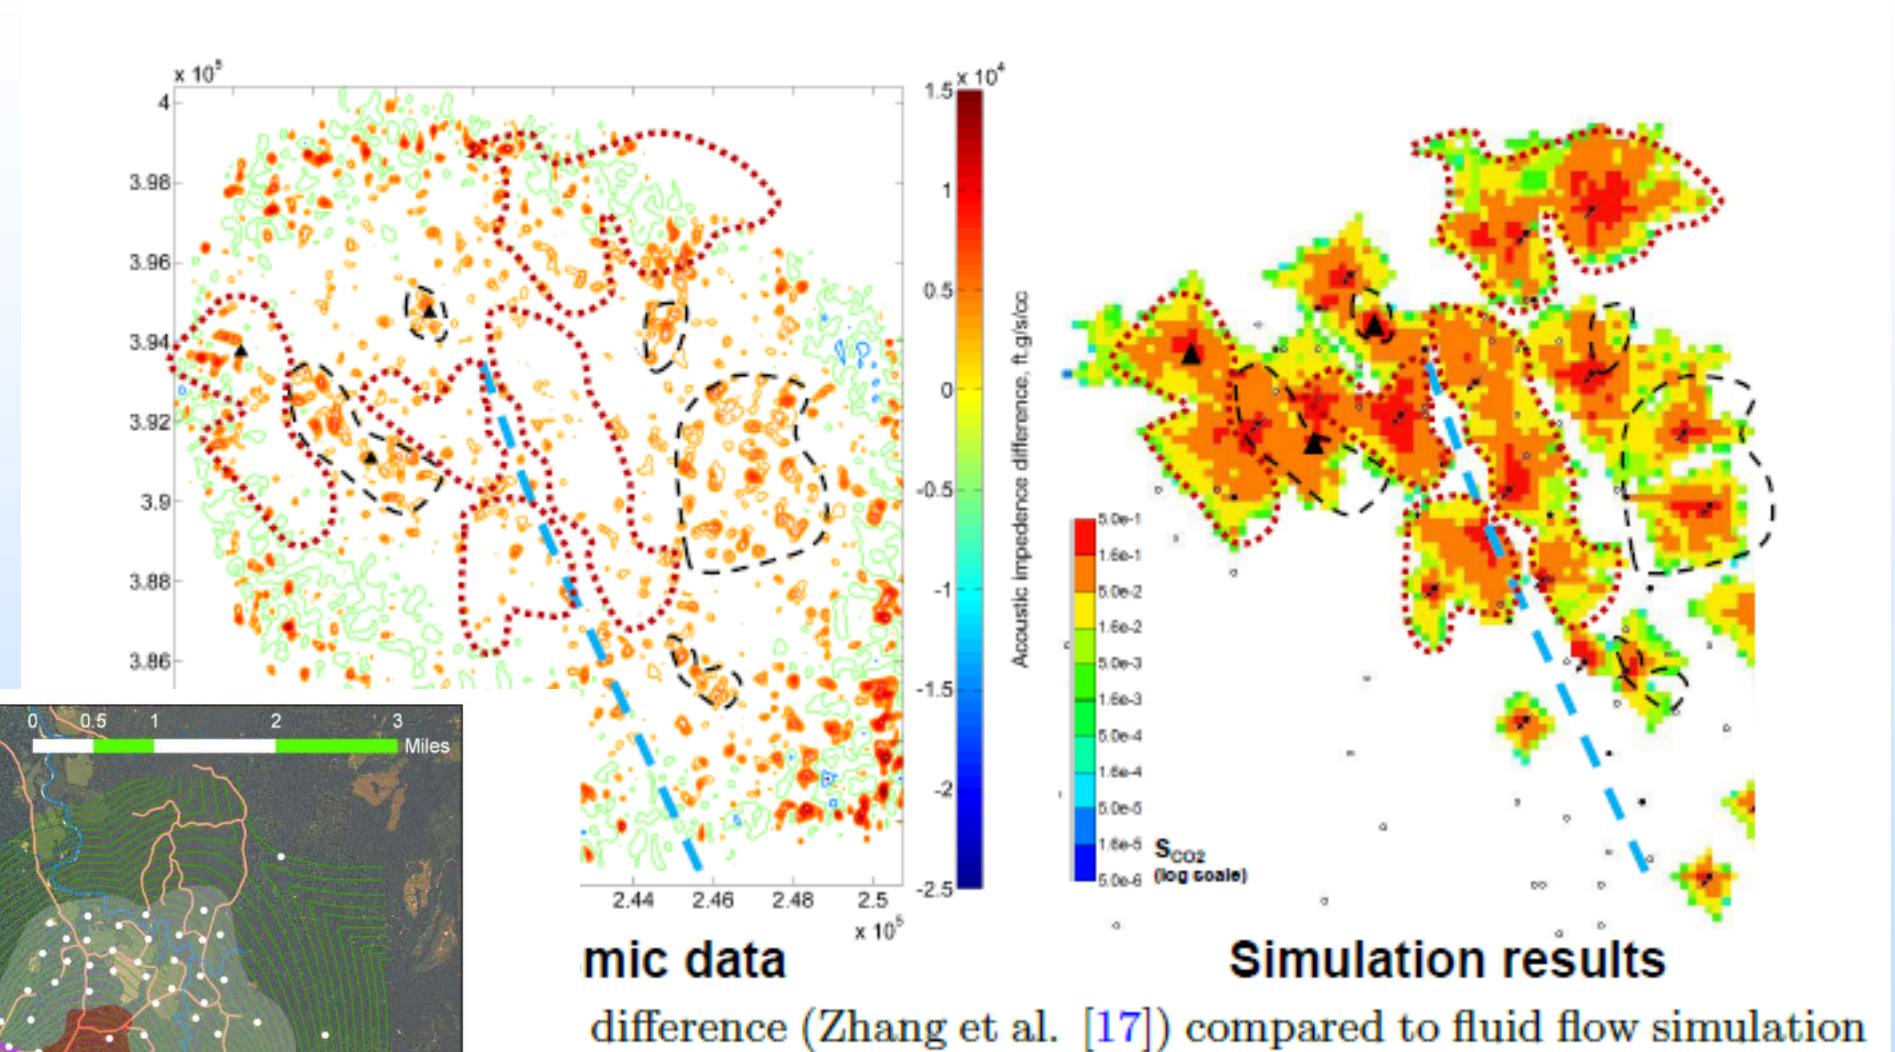 x 10⁵
4
3.98
3.96
3.94
3.92
3.9
3.88
3.86
2.44 2.46 2.48 2.5
x 10⁵
x 10⁴
1.5
1
0.5
0
-0.5
-1
-1.5
-2
-2.5
Acoustic impedance difference, ft.g/s/cc
5.0e-1
1.6e-1
5.0e-2
1.6e-2
5.0e-3
1.6e-3
5.0e-4
1.6e-4
5.0e-5
1.6e-5
5.0e-6
S_CO2
(log scale)
0 0.5 1 2 3
Miles
mic data
Simulation results
difference (Zhang et al. [17]) compared to fluid flow simulation